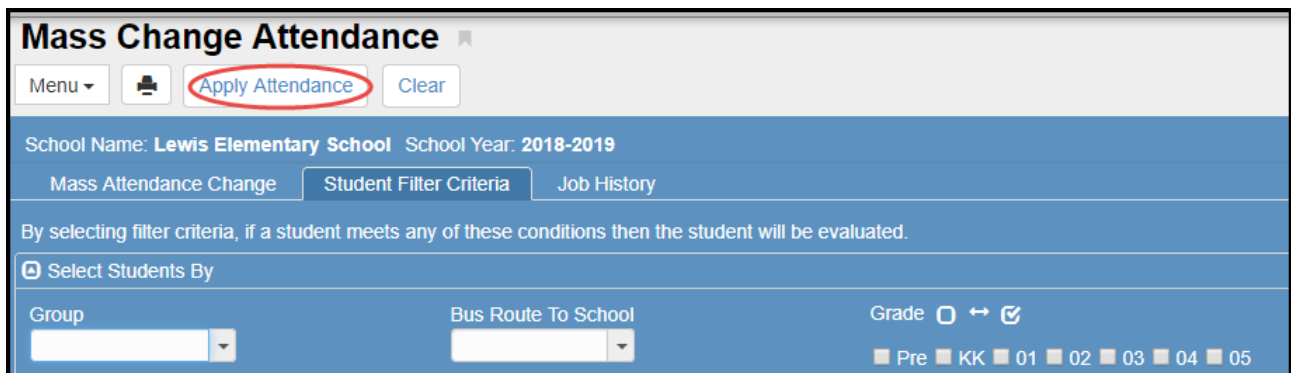 Mass Change Attendance
Menu Apply Attendance Clear
School Name: Lewis Elementary School School Year: 2018-2019
Mass Attendance Change Student Filter Criteria Job History
By selecting filter criteria, if a student meets any of these conditions then the student will be evaluated.
Select Students By
Group Bus Route To School Grade
Pre KK 01 02 03 04 05